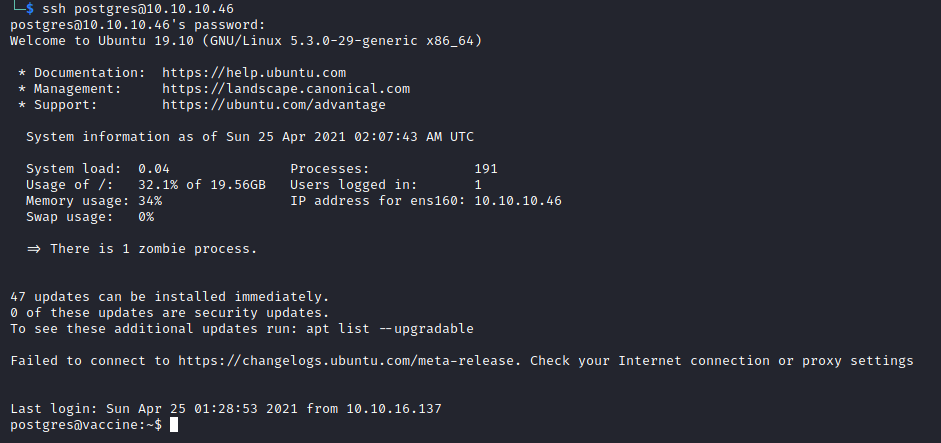 └─$ ssh postgres@10.10.10.46
postgres@10.10.10.46's password:
Welcome to Ubuntu 19.10 (GNU/Linux 5.3.0-29-generic x86_64)
* Documentation:  https://help.ubuntu.com
* Management:     https://landscape.canonical.com
* Support:        https://ubuntu.com/advantage
System information as of Sun 25 Apr 2021 02:07:43 AM UTC
System load:  0.04               Processes:             191
Usage of /:   32.1% of 19.56GB   Users logged in:       1
Memory usage: 34%                IP address for ens160: 10.10.10.46
Swap usage:   0%
=> There is 1 zombie process.
47 updates can be installed immediately.
0 of these updates are security updates.
To see these additional updates run: apt list --upgradable
Failed to connect to https://changelogs.ubuntu.com/meta-release. Check your Internet connection or proxy settings
Last login: Sun Apr 25 01:28:53 2021 from 10.10.16.137
postgres@vaccine:~$